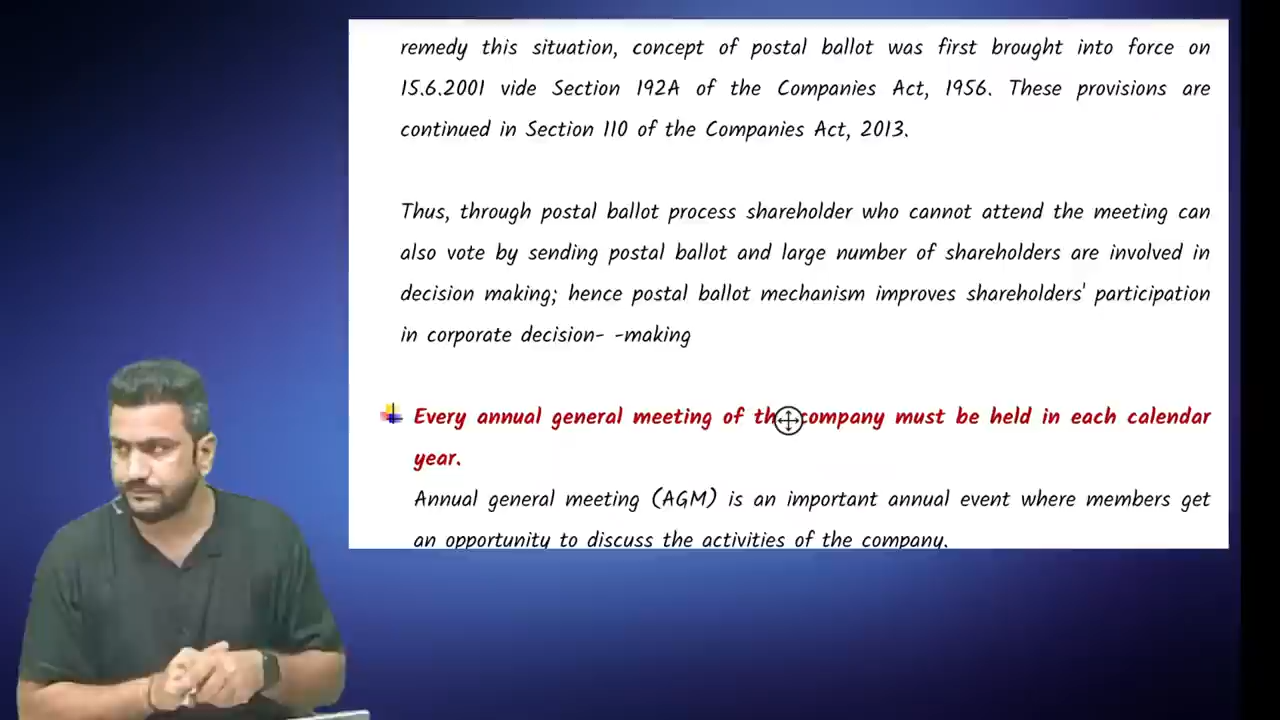 remedy this situation, concept of postal ballot was first brought into force on
15.6.2001 vide Section 192A of the Companies Act, 1956. These provisions are
continued in Section 110 of the Companies Act, 2013.
Thus, through postal ballot process shareholder who cannot attend the meeting can
also vote by sending postal ballot and large number of shareholders are involved in
decision making; hence postal ballot mechanism improves shareholders' participation
in corporate decision- -making
Every annual general meeting of the company must be held in each calendar
year.
Annual general meeting (AGM) is an important annual event where members get
an opportunity to discuss the activities of the company.